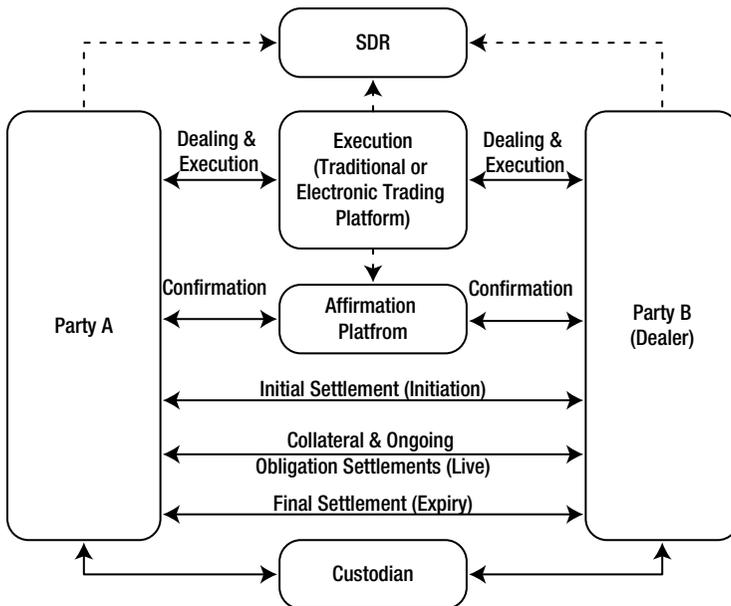 SDR
Dealing &
Execution
Execution
(Traditional or
Electronic Trading
Platform)
Dealing &
Execution
Confirmation
Affirmation
Platfrom
Confirmation
Party A
Party B
(Dealer)
Initial Settlement (Initiation)
Collateral & Ongoing
Obligation Settlements (Live)
Final Settlement (Expiry)
Custodian